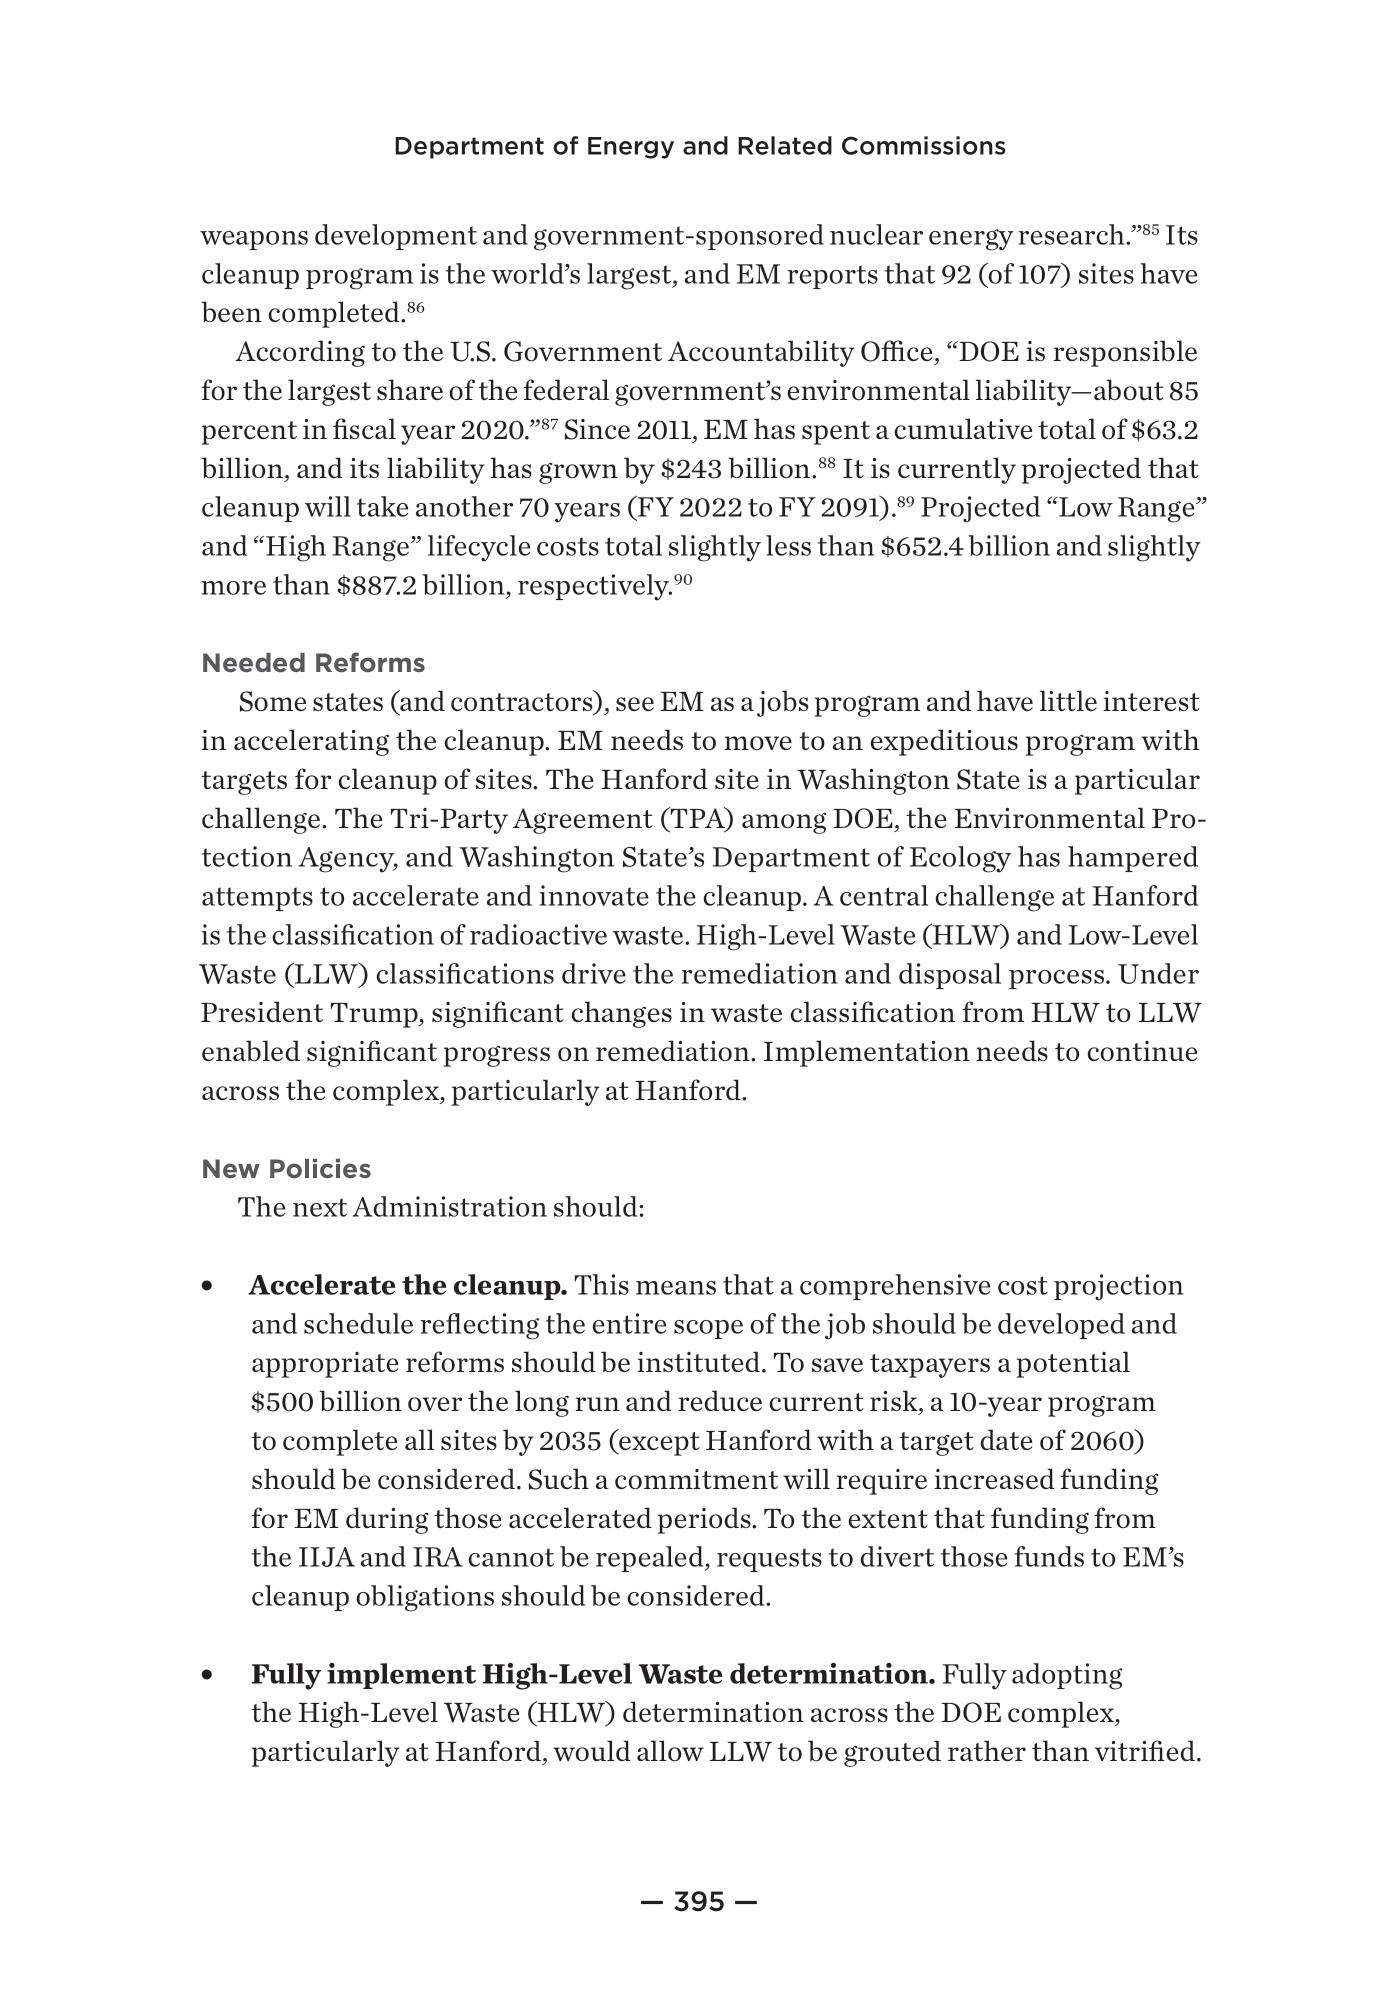 Department of Energy and Related Commissions
weapons development and government-sponsored nuclear energy research.”85 Its
cleanup program is the world’s largest, and EM reports that 92 (of 107) sites have
been completed.86
According to the U.S. Government Accountability Office, “DOE is responsible
for the largest share of the federal government’s environmental liability—about 85
percent in fiscal year 2020.”87 Since 2011, EM has spent a cumulative total of $63.2
billion, and its liability has grown by $243 billion.88 It is currently projected that
cleanup will take another 70 years (FY 2022 to FY 2091).89 Projected “Low Range”
and “High Range” lifecycle costs total slightly less than $652.4 billion and slightly
more than $887.2 billion, respectively.90
Needed Reforms
Some states (and contractors), see EM as a jobs program and have little interest
in accelerating the cleanup. EM needs to move to an expeditious program with
targets for cleanup of sites. The Hanford site in Washington State is a particular
challenge. The Tri-Party Agreement (TPA) among DOE, the Environmental Pro-
tection Agency, and Washington State’s Department of Ecology has hampered
attempts to accelerate and innovate the cleanup. A central challenge at Hanford
is the classification of radioactive waste. High-Level Waste (HLW) and Low-Level
Waste (LLW) classifications drive the remediation and disposal process. Under
President Trump, significant changes in waste classification from HLW to LLW
enabled significant progress on remediation. Implementation needs to continue
across the complex, particularly at Hanford.
New Policies
The next Administration should:
• Accelerate the cleanup. This means that a comprehensive cost projection
and schedule reflecting the entire scope of the job should be developed and
appropriate reforms should be instituted. To save taxpayers a potential
$500 billion over the long run and reduce current risk, a 10-year program
to complete all sites by 2035 (except Hanford with a target date of 2060)
should be considered. Such a commitment will require increased funding
for EM during those accelerated periods. To the extent that funding from
the IIJA and IRA cannot be repealed, requests to divert those funds to EM’s
cleanup obligations should be considered.
• Fully implement High-Level Waste determination. Fully adopting
the High-Level Waste (HLW) determination across the DOE complex,
particularly at Hanford, would allow LLW to be grouted rather than vitrified.
— 395 —